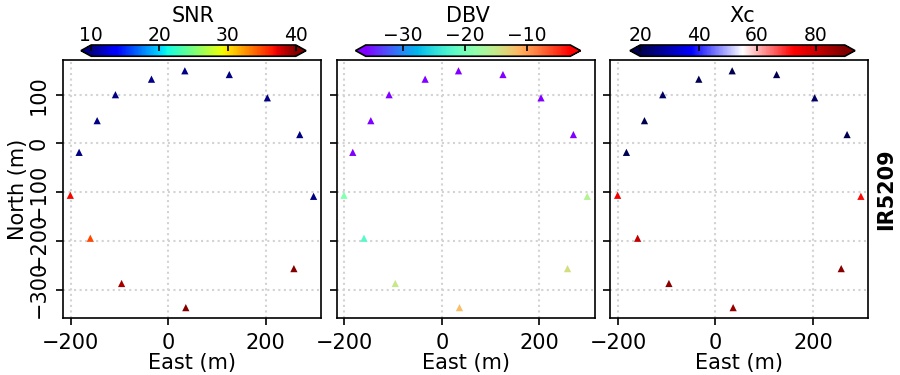 SNR DBV Xc
10 20 30 40 −30 −20 −10 20 40 60 80
100
0
−100
−200
−300
North (m)
−200 0 200 −200 0 200 −200 0 200
East (m) East (m) East (m)
IR5209